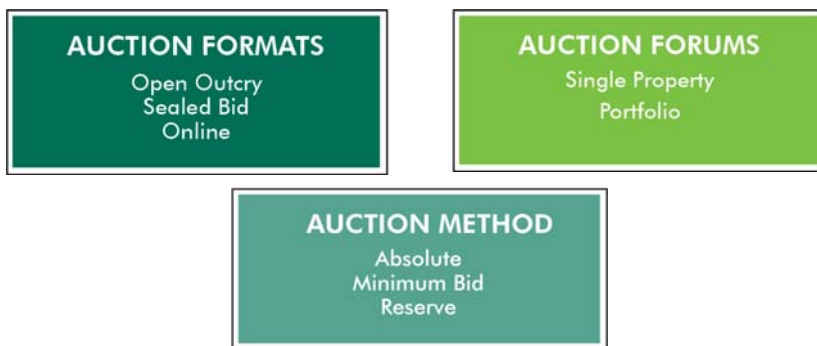 AUCTION FORMATS
Open Outcry
Sealed Bid
Online
AUCTION FORUMS
Single Property
Portfolio
AUCTION METHOD
Absolute
Minimum Bid
Reserve